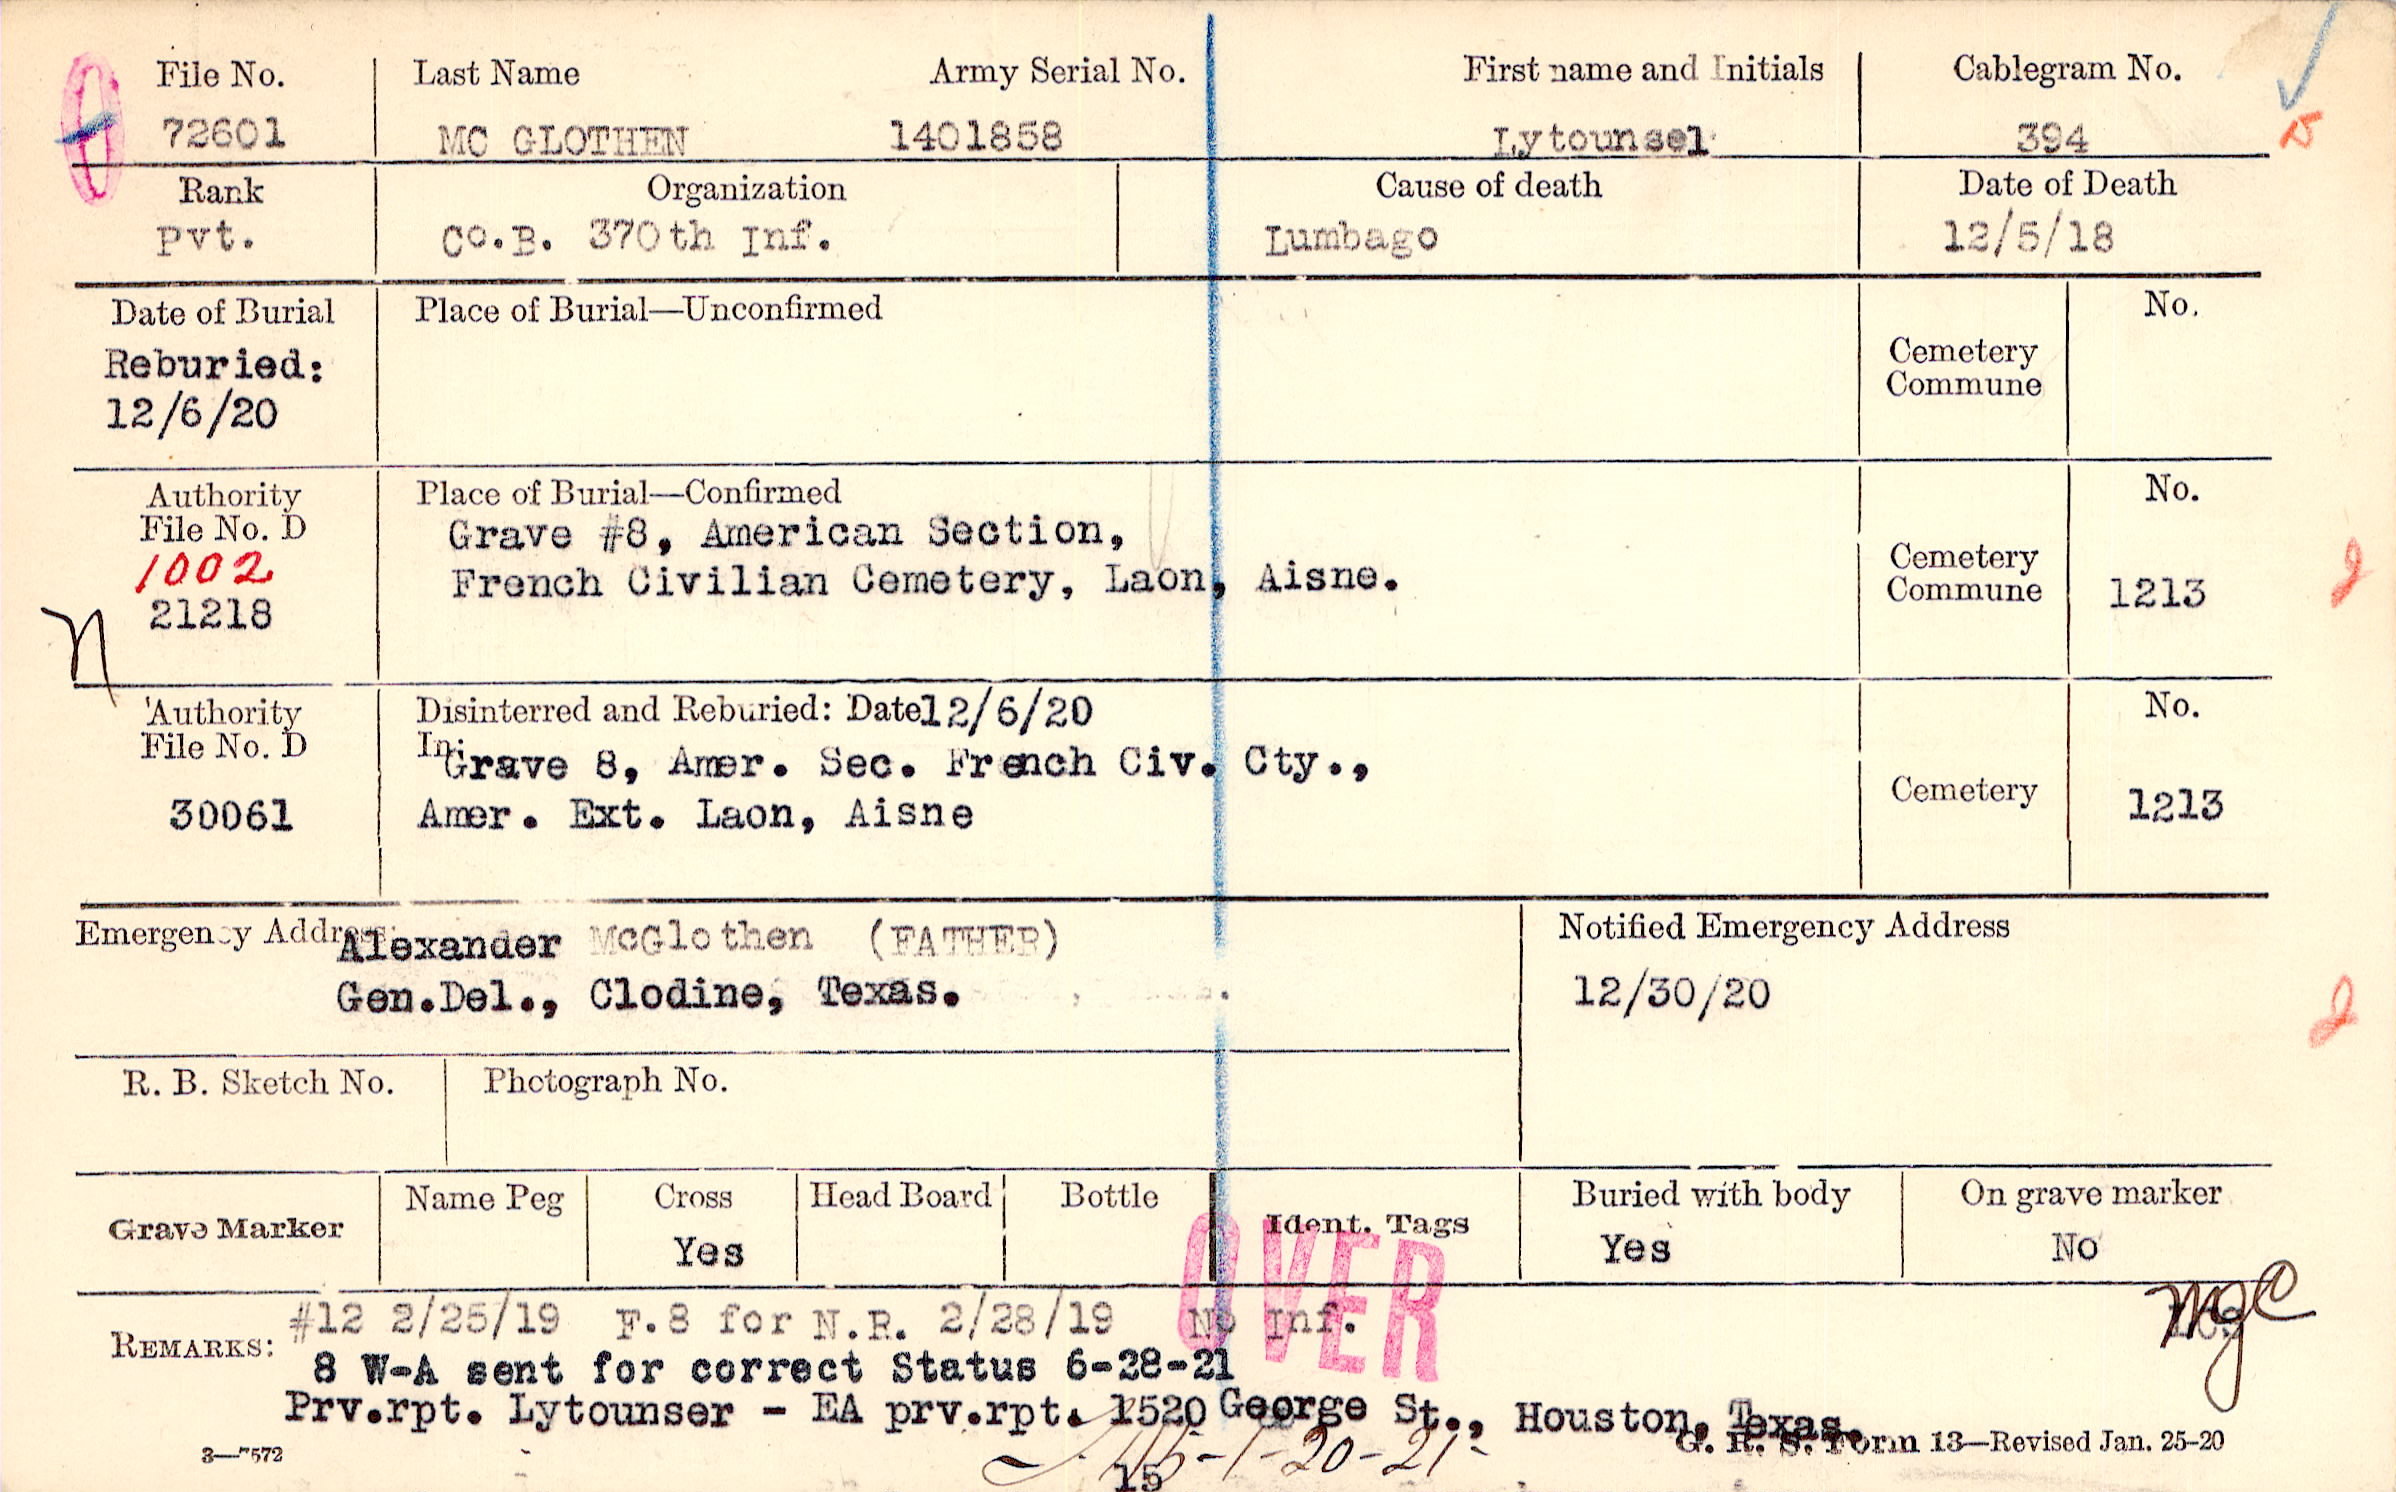 File No. Last Name Army Serial No. First name and Initials Cablegram No.
72601 MC GLOTHEN 1401858 Lytounsel 394
Rank Organization Cause of death Date of Death
Pvt. Co.B. 370th Inf. Lumbago 12/5/18
Date of Burial Place of Burial—Unconfirmed No.
Reburied:
12/6/20
Cemetery
Commune
Authority Place of Burial—Confirmed No.
File No. D Grave #8, American Section,
1002 French Civilian Cemetery, Laon, Aisne.
21218
Cemetery
Commune 1213
n
Authority Disinterred and Reburied: Date 12/6/20 No.
File No. D In: Grave 8, Amer. Sec. French Civ. Cty.,
30061 Amer. Ext. Laon, Aisne Cemetery 1213
Emergency Address: Alexander McGlothen (FATHER) Notified Emergency Address
Gen.Del., Clodine, Texas. 12/30/20
R. B. Sketch No. Photograph No.
Grave Marker Name Peg Cross Head Board Bottle Ident. Tags Buried with body On grave marker
Yes Yes No
OVER
#12 2/25/19 F.8 for N.R. 2/28/19 No Inf.
REMARKS: 8 W-A sent for correct Status 6-28-21
Prv.rpt. Lytounser - EA prv.rpt. 1520 George St., Houston, Texas.
MgC
3—7572 1-20-21 G. R. S. Form 13—Revised Jan. 25-20
15